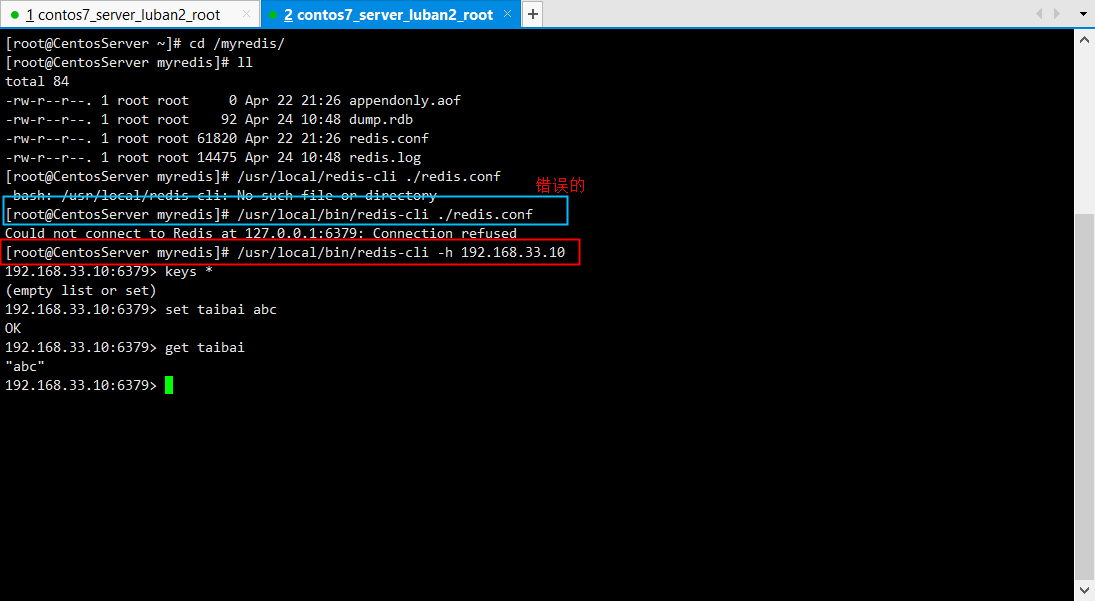 1 contos7_server_luban2_root × 2 contos7_server_luban2_root × +
[root@CentosServer ~]# cd /myredis/
[root@CentosServer myredis]# ll
total 84
-rw-r--r--. 1 root root     0 Apr 22 21:26 appendonly.aof
-rw-r--r--. 1 root root    92 Apr 24 10:48 dump.rdb
-rw-r--r--. 1 root root 61820 Apr 22 21:26 redis.conf
-rw-r--r--. 1 root root 14475 Apr 24 10:48 redis.log
[root@CentosServer myredis]# /usr/local/redis-cli ./redis.conf
错误的
-bash: /usr/local/redis-cli: No such file or directory
[root@CentosServer myredis]# /usr/local/bin/redis-cli ./redis.conf
Could not connect to Redis at 127.0.0.1:6379: Connection refused
[root@CentosServer myredis]# /usr/local/bin/redis-cli -h 192.168.33.10
192.168.33.10:6379> keys *
(empty list or set)
192.168.33.10:6379> set taibai abc
OK
192.168.33.10:6379> get taibai
"abc"
192.168.33.10:6379>